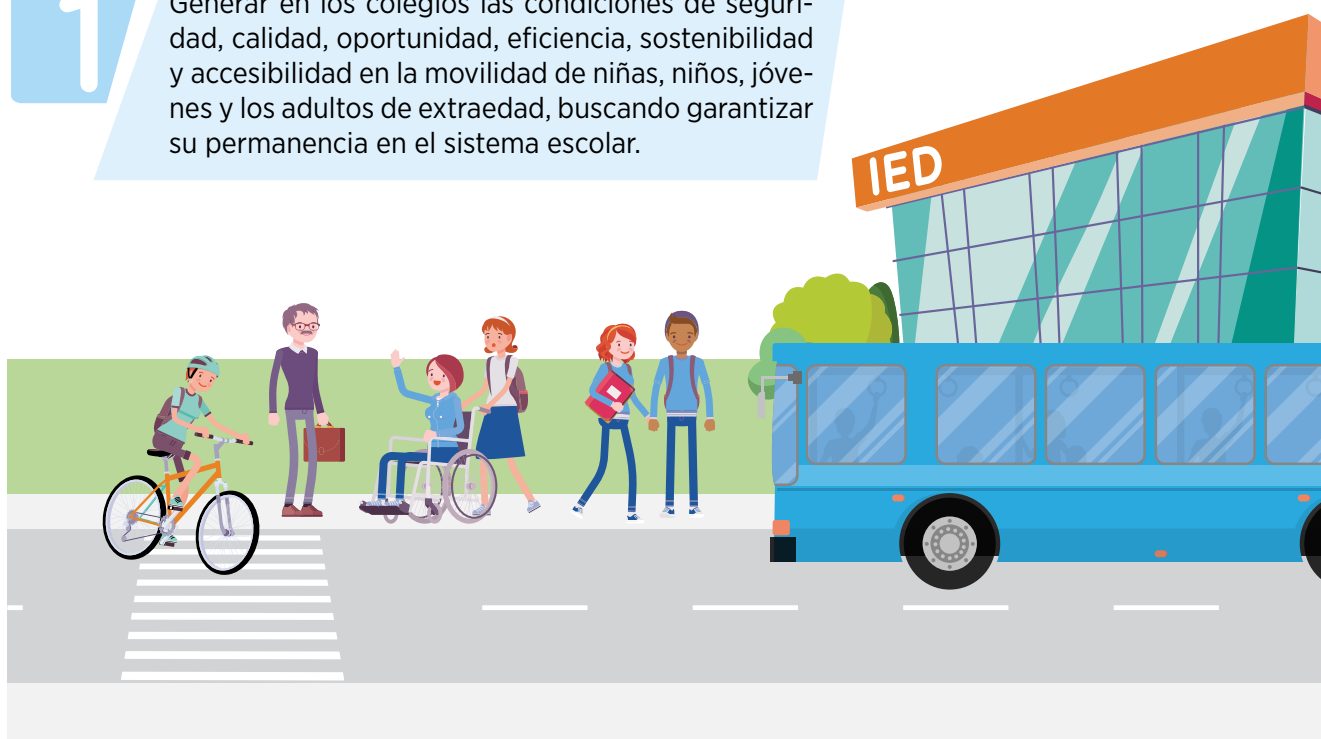 1
Generar en los colegios las condiciones de seguri-
dad, calidad, oportunidad, eficiencia, sostenibilidad
y accesibilidad en la movilidad de niñas, niños, jóve-
nes y los adultos de extraedad, buscando garantizar
su permanencia en el sistema escolar.
IED